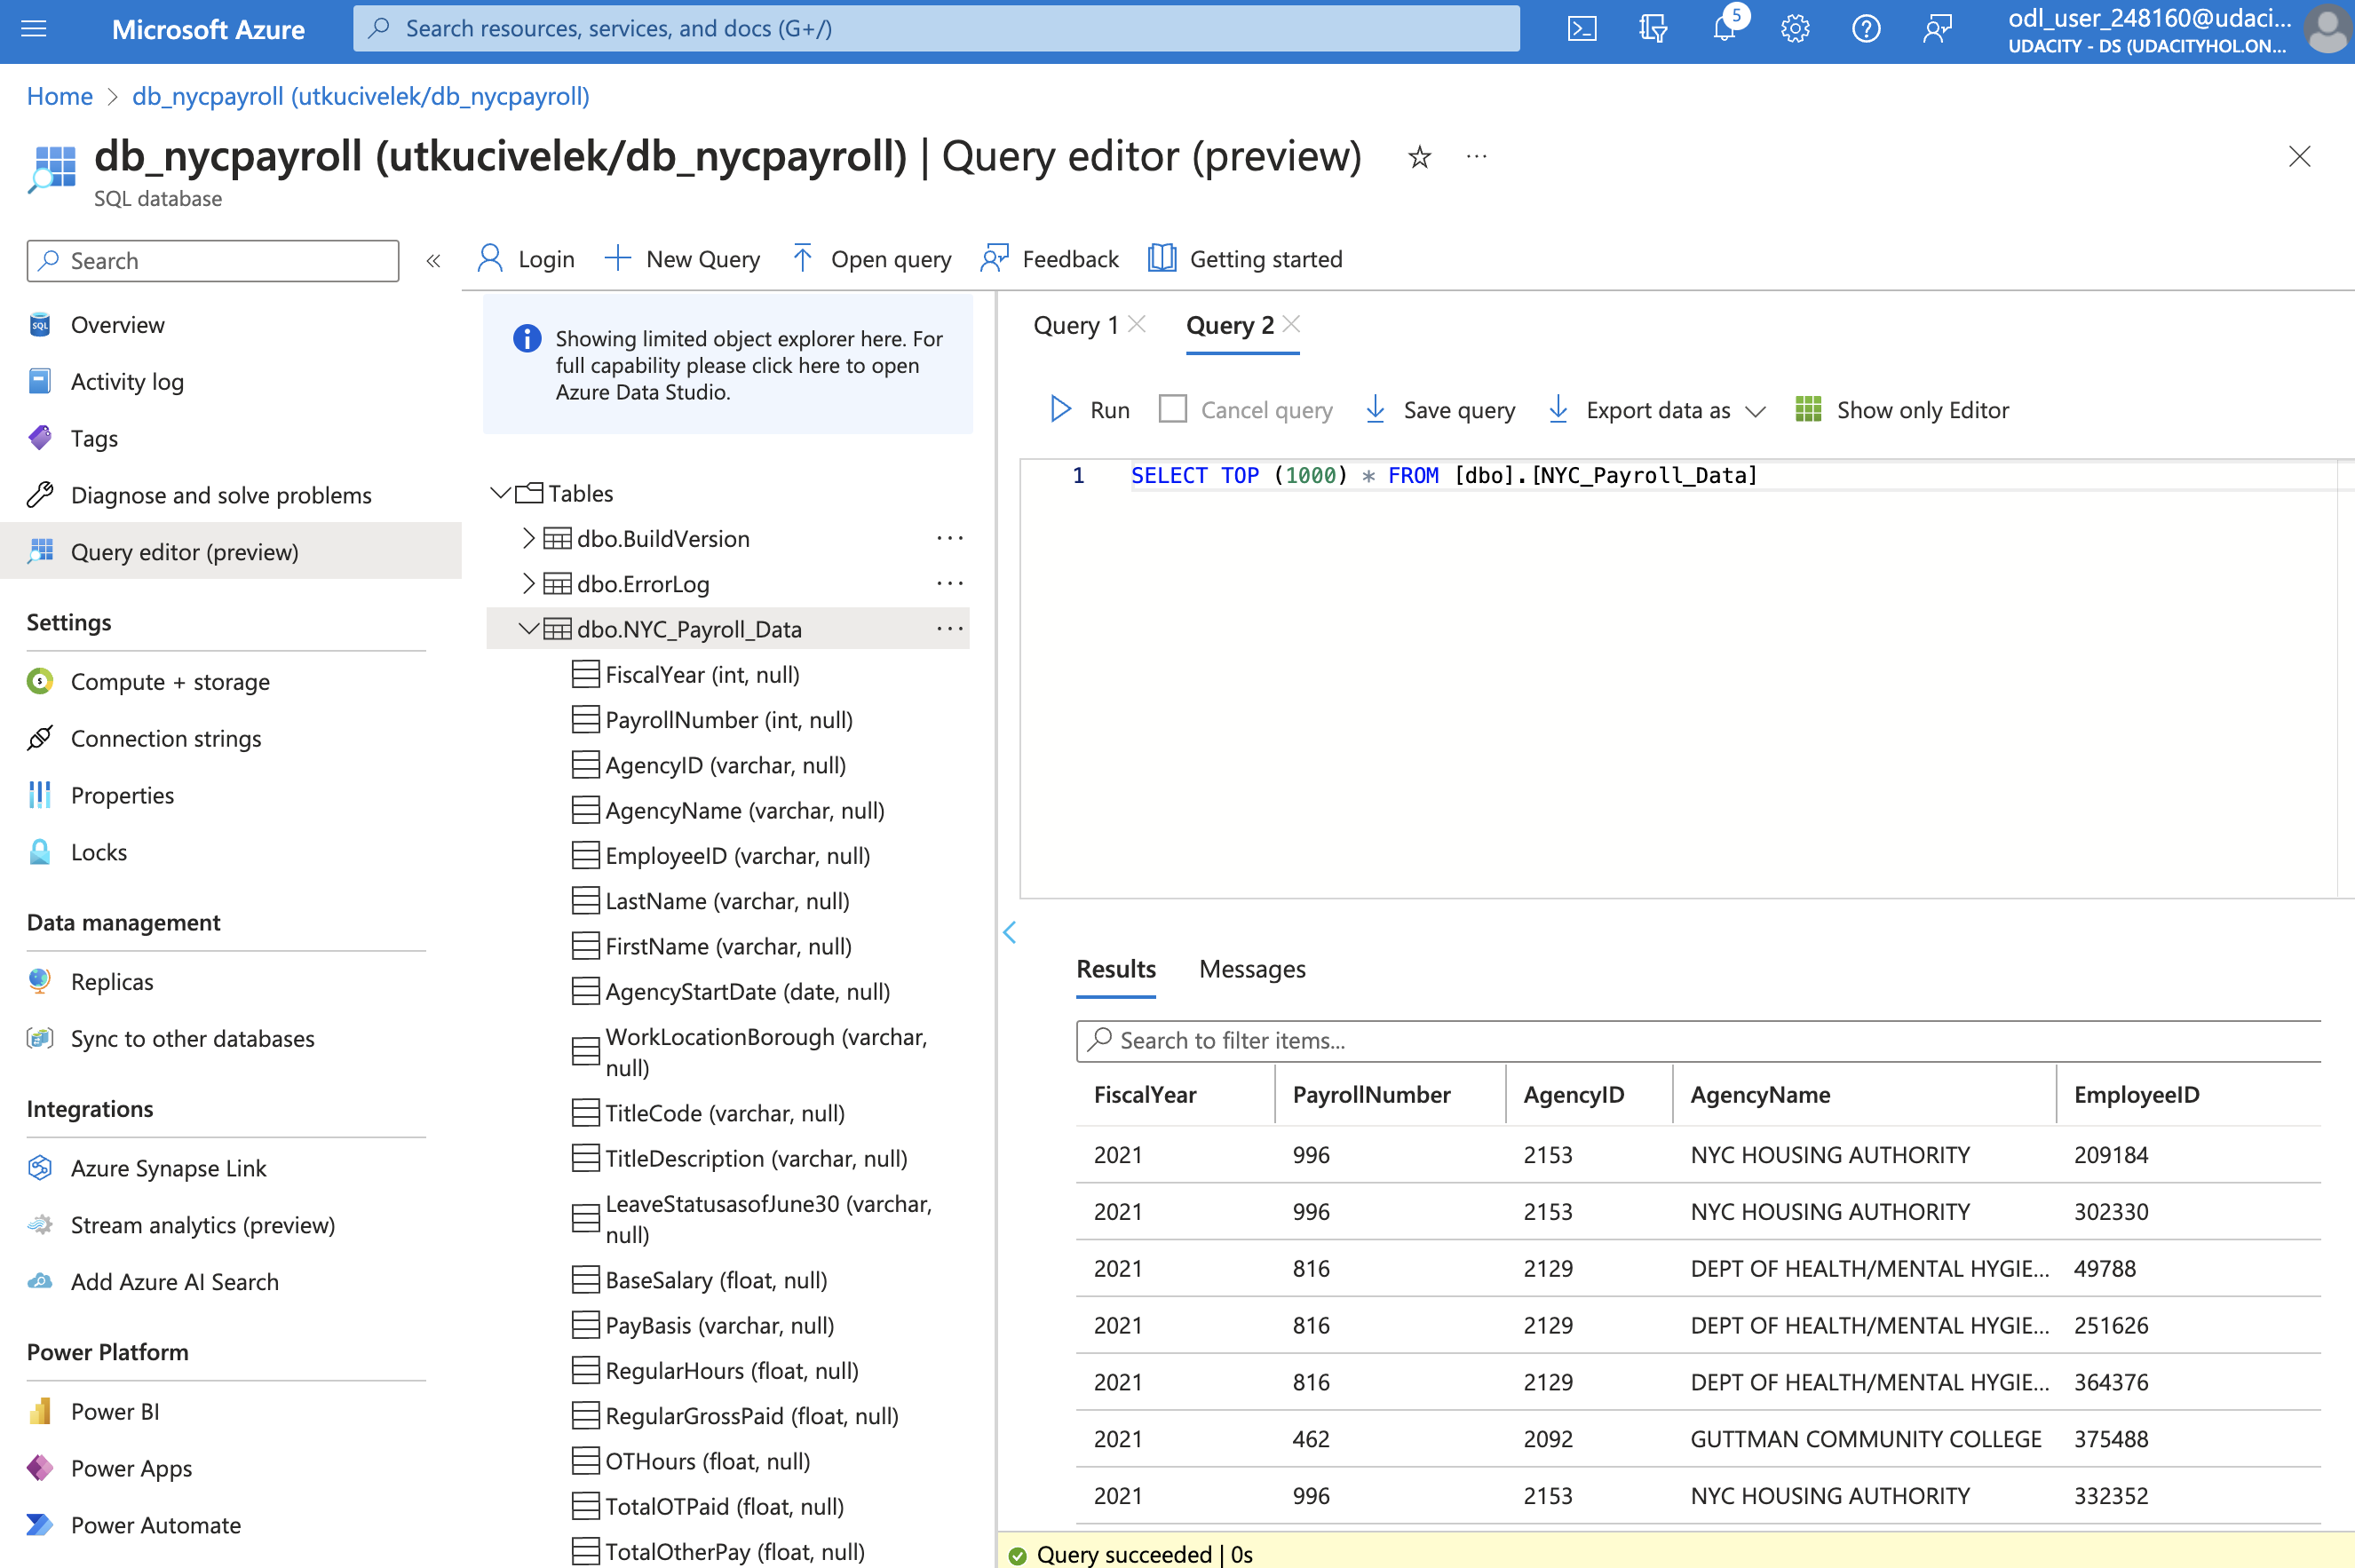 Microsoft Azure
Search resources, services, and docs (G+/)
5
odl_user_248160@udaci...
UDACITY - DS (UDACITYHOL.ON...
Home > db_nycpayroll (utkucivelek/db_nycpayroll)
db_nycpayroll (utkucivelek/db_nycpayroll) | Query editor (preview)
SQL database
Search
Overview
Activity log
Tags
Diagnose and solve problems
Query editor (preview)
Settings
Compute + storage
Connection strings
Properties
Locks
Data management
Replicas
Sync to other databases
Integrations
Azure Synapse Link
Stream analytics (preview)
Add Azure AI Search
Power Platform
Power BI
Power Apps
Power Automate
Login
New Query
Open query
Feedback
Getting started
Showing limited object explorer here. For
full capability please click here to open
Azure Data Studio.
Tables
dbo.BuildVersion
dbo.ErrorLog
dbo.NYC_Payroll_Data
FiscalYear (int, null)
PayrollNumber (int, null)
AgencyID (varchar, null)
AgencyName (varchar, null)
EmployeeID (varchar, null)
LastName (varchar, null)
FirstName (varchar, null)
AgencyStartDate (date, null)
WorkLocationBorough (varchar,
null)
TitleCode (varchar, null)
TitleDescription (varchar, null)
LeaveStatusasofJune30 (varchar,
null)
BaseSalary (float, null)
PayBasis (varchar, null)
RegularHours (float, null)
RegularGrossPaid (float, null)
OTHours (float, null)
TotalOTPaid (float, null)
TotalOtherPay (float, null)
Query 1
Query 2
Run
Cancel query
Save query
Export data as
Show only Editor
1 SELECT TOP (1000) * FROM [dbo].[NYC_Payroll_Data]
Results
Messages
Search to filter items...
FiscalYear PayrollNumber AgencyID AgencyName EmployeeID
2021 996 2153 NYC HOUSING AUTHORITY 209184
2021 996 2153 NYC HOUSING AUTHORITY 302330
2021 816 2129 DEPT OF HEALTH/MENTAL HYGIE... 49788
2021 816 2129 DEPT OF HEALTH/MENTAL HYGIE... 251626
2021 816 2129 DEPT OF HEALTH/MENTAL HYGIE... 364376
2021 462 2092 GUTTMAN COMMUNITY COLLEGE 375488
2021 996 2153 NYC HOUSING AUTHORITY 332352
Query succeeded | 0s